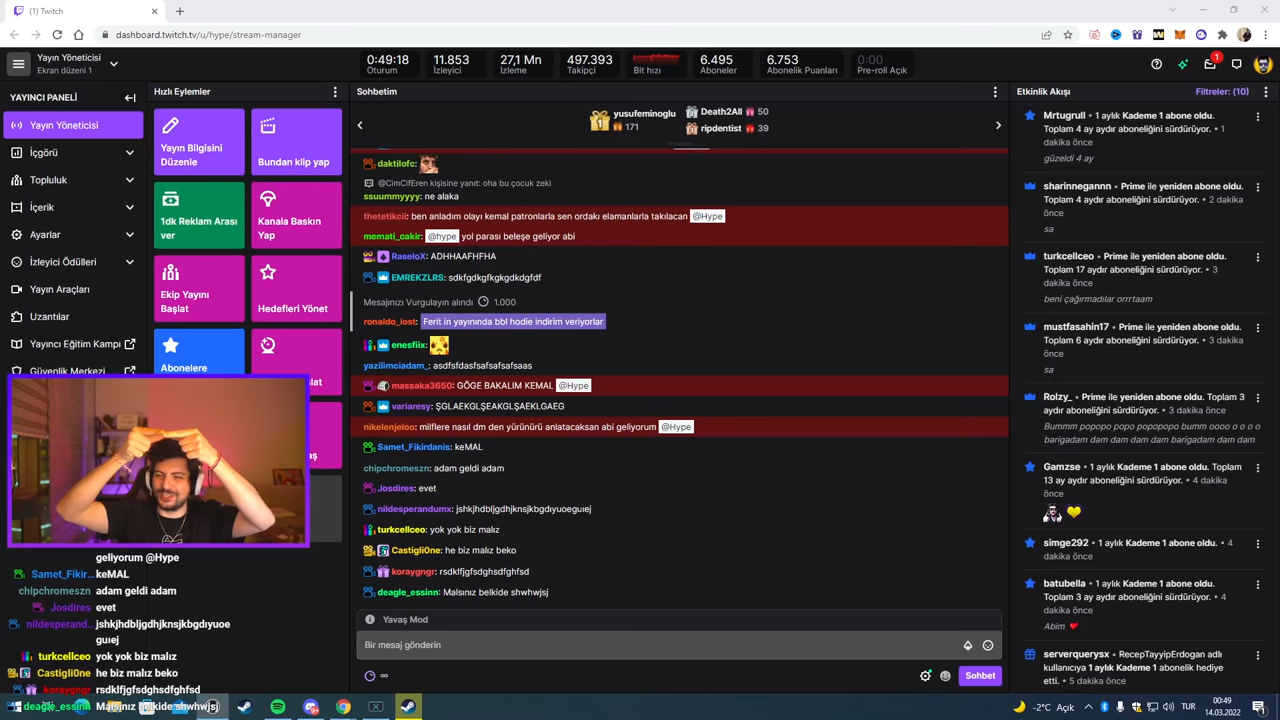 (1) Twitch
dashboard.twitch.tv/u/hype/stream-manager
Yayın Yöneticisi
Ekran düzeni 1
0:49:18
Oturum
11.853
İzleyici
27,1 Mn
İzleme
497.393
Takipçi
Bit hızı
6.495
Aboneler
6.753
Abonelik Puanları
0:00
Pre-roll Açık
1
YAYINCI PANELİ
Yayın Yöneticisi
İçgörü
Topluluk
İçerik
Ayarlar
İzleyici Ödülleri
Yayın Araçları
Uzantılar
Yayıncı Eğitim Kampı
Güvenlik Merkezi
Hızlı Eylemler
Yayın Bilgisini
Düzenle
Bundan klip yap
1dk Reklam Arası
ver
Kanala Baskın
Yap
Ekip Yayını
Başlat
Hedefleri Yönet
Abonelere
Sohbetim
1
yusufeminoglu
171
Death2All 50
ripdentist 39
daktilofc:
@CimCifEren kişisine yanıt: oha bu çocuk zeki
ssuummyyyy: ne alaka
thetetikcii: ben anladım olayı kemal patronlarla sen ordakı elamanlarla takılacan @Hype
memati_cakir: @hype yol parası beleşe geliyor abi
RaseloX: ADHHAAFHFHA
EMREKZLRS: sdkfgdkgfkgkgdkdgfdf
Mesajınızı Vurgulayın alındı 1.000
ronaldo_lost: Ferit in yayınında bbl hodie indirim veriyorlar
enesfiix:
yazilimciadam_: asdfsfdasfsafsafsafsaas
massaka3650: GÖGE BAKALIM KEMAL @Hype
variaresy: ŞGLAEKGLŞEAKGLŞAEKLGAEG
nikelenjeloo: milflere nasıl dm den yürünürü anlatacaksan abi geliyorum @Hype
Samet_Fikirdanis: keMAL
chipchromeszn: adam geldi adam
Josdires: evet
nildesperandumx: jshkjhdbljgdhjknsjkbgdıyuoeguıej
turkcellceo: yok yok biz malız
Castigli0ne: he biz malız beko
koraygngr: rsdklfjgfsdghsdfghfsd
deagle_essinn: Malsınız belkide shwhwjsj
Yavaş Mod
Bir mesaj gönderin
Sohbet
Etkinlik Akışı
Filtreler: (10)
Mrtugrull • 1 aylık Kademe 1 abone oldu.
Toplam 4 ay aydır aboneliğini sürdürüyor. • 1
dakika önce
güzeldi 4 ay
sharinnegannn • Prime ile yeniden abone oldu.
Toplam 4 ay aydır aboneliğini sürdürüyor. • 2 dakika
önce
sa
turkcellceo • Prime ile yeniden abone oldu.
Toplam 17 aydır aboneliğini sürdürüyor. • 3
dakika önce
beni çağırmadılar orrrtaam
mustfasahin17 • Prime ile yeniden abone oldu.
Toplam 6 aydır aboneliğini sürdürüyor. • 3 dakika
önce
sa
Rolzy_ • Prime ile yeniden abone oldu. Toplam 3
aydır aboneliğini sürdürüyor. • 3 dakika önce
Bummm popopo popo popopopo bumm oooo o o o o
barigadam dam dam dam dam barigadam dam dam
Gamzse • 1 aylık Kademe 1 abone oldu. Toplam
13 ay aydır aboneliğini sürdürüyor. • 4 dakika
önce
simge292 • 1 aylık Kademe 1 abone oldu. • 4
dakika önce
batubella • 1 aylık Kademe 1 abone oldu.
Toplam 3 ay aydır aboneliğini sürdürüyor. • 4
dakika önce
Abim
serverquerysx • RecepTayyipErdogan adlı
kullanıcıya 1 aylık Kademe 1 abonelik hediye
etti. • 5 dakika önce
geliyorum @Hype
Samet_Fikir... keMAL
chipchromeszn adam geldi adam
Josdires evet
nildesperand... jshkjhdbljgdhjknsjkbgdıyuoe
guıej
turkcellceo yok yok biz malız
Castigli0ne he biz malız beko
koraygngr rsdklfjgfsdghsdfghfsd
deagle_essinn Malsınız belkide shwhwjsj
-2°C Açık
TUR
00:49
14.03.2022
1